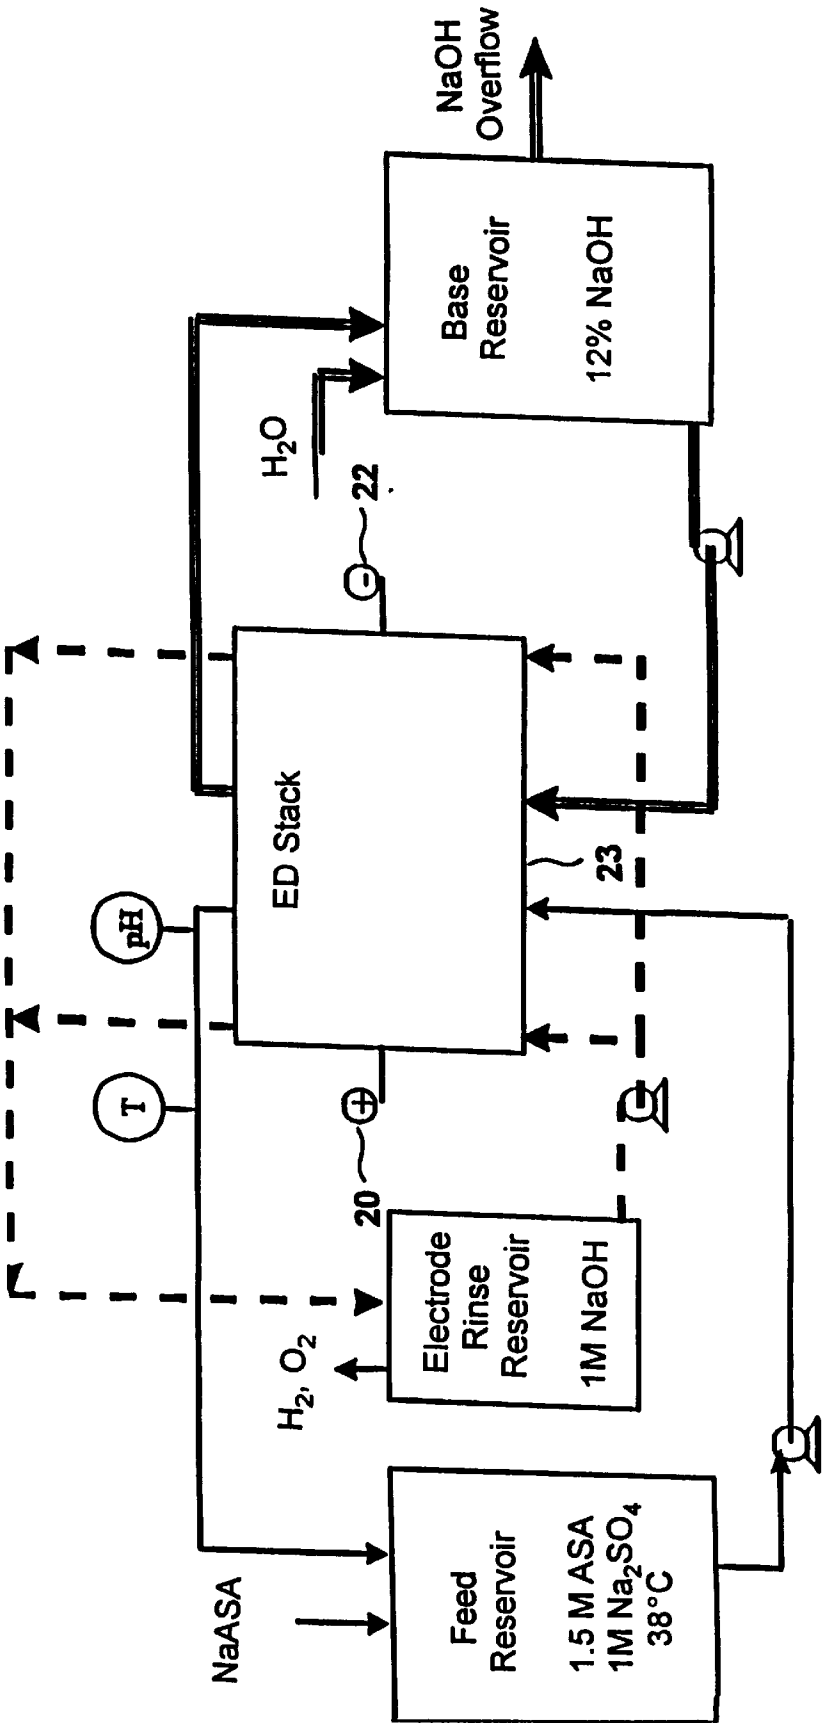 NaASA
Feed
Reservoir
1.5 M ASA
1M Na₂SO₄
38°C
H₂, O₂
Electrode
Rinse
Reservoir
1M NaOH
T
pH
20
+
ED Stack
23
-
22
H₂O
Base
Reservoir
12% NaOH
NaOH
Overflow